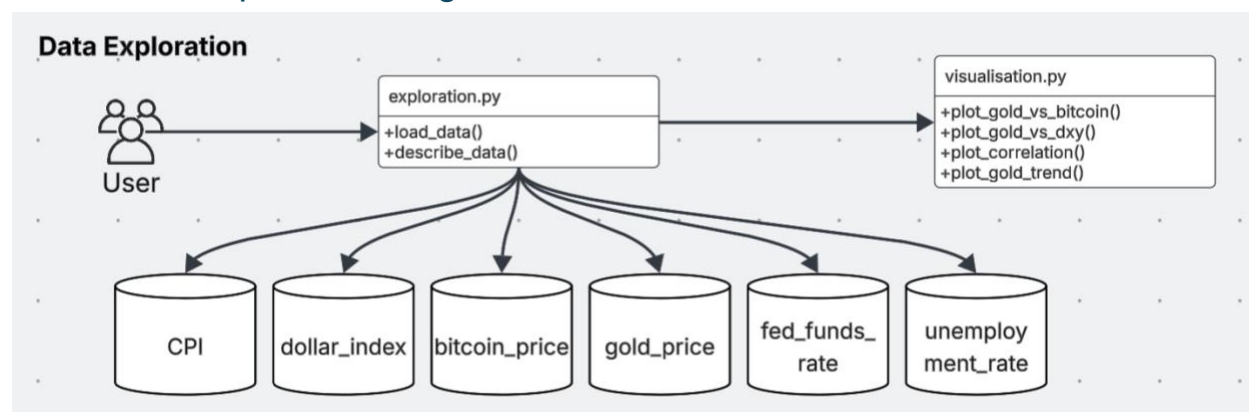 Data Exploration
exploration.py
+load_data()
+describe_data()
visualisation.py
+plot_gold_vs_bitcoin()
+plot_gold_vs_dxy()
+plot_correlation()
+plot_gold_trend()
User
CPI
dollar_index
bitcoin_price
gold_price
fed_funds_
rate
unemploy
ment_rate